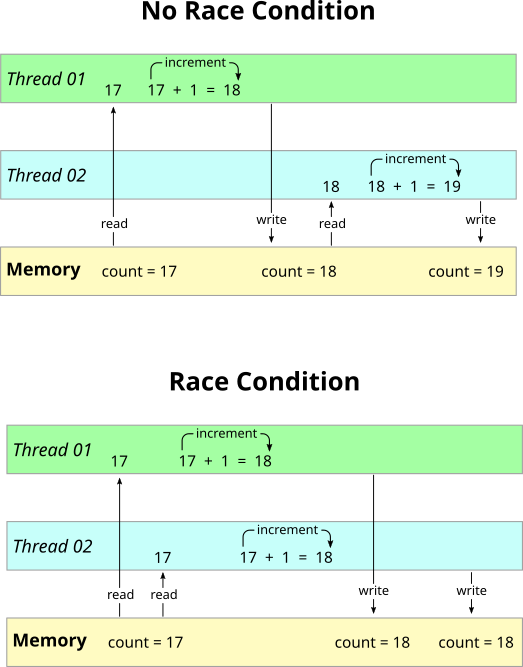 No Race Condition
increment
Thread 01
17 17 + 1 = 18
increment
Thread 02
18 18 + 1 = 19
read write read write
Memory count = 17 count = 18 count = 19
Race Condition
increment
Thread 01
17 17 + 1 = 18
increment
Thread 02
17 17 + 1 = 18
read read write write
Memory count = 17 count = 18 count = 18